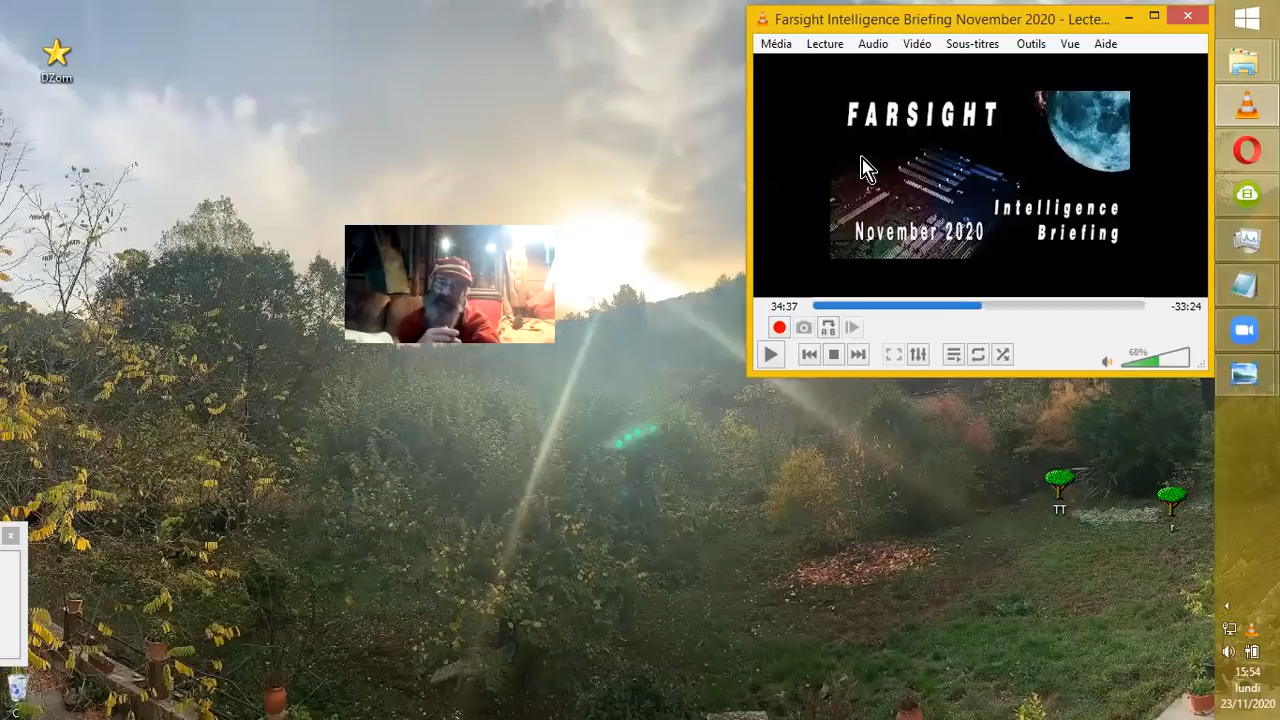 DZom
Farsight Intelligence Briefing November 2020 - Lecte...
Média Lecture Audio Vidéo Sous-titres Outils Vue Aide
FARSIGHT
Intelligence
November 2020
Briefing
34:37
-33:24
68%
TT
r
C
15:54
lundi
23/11/2020